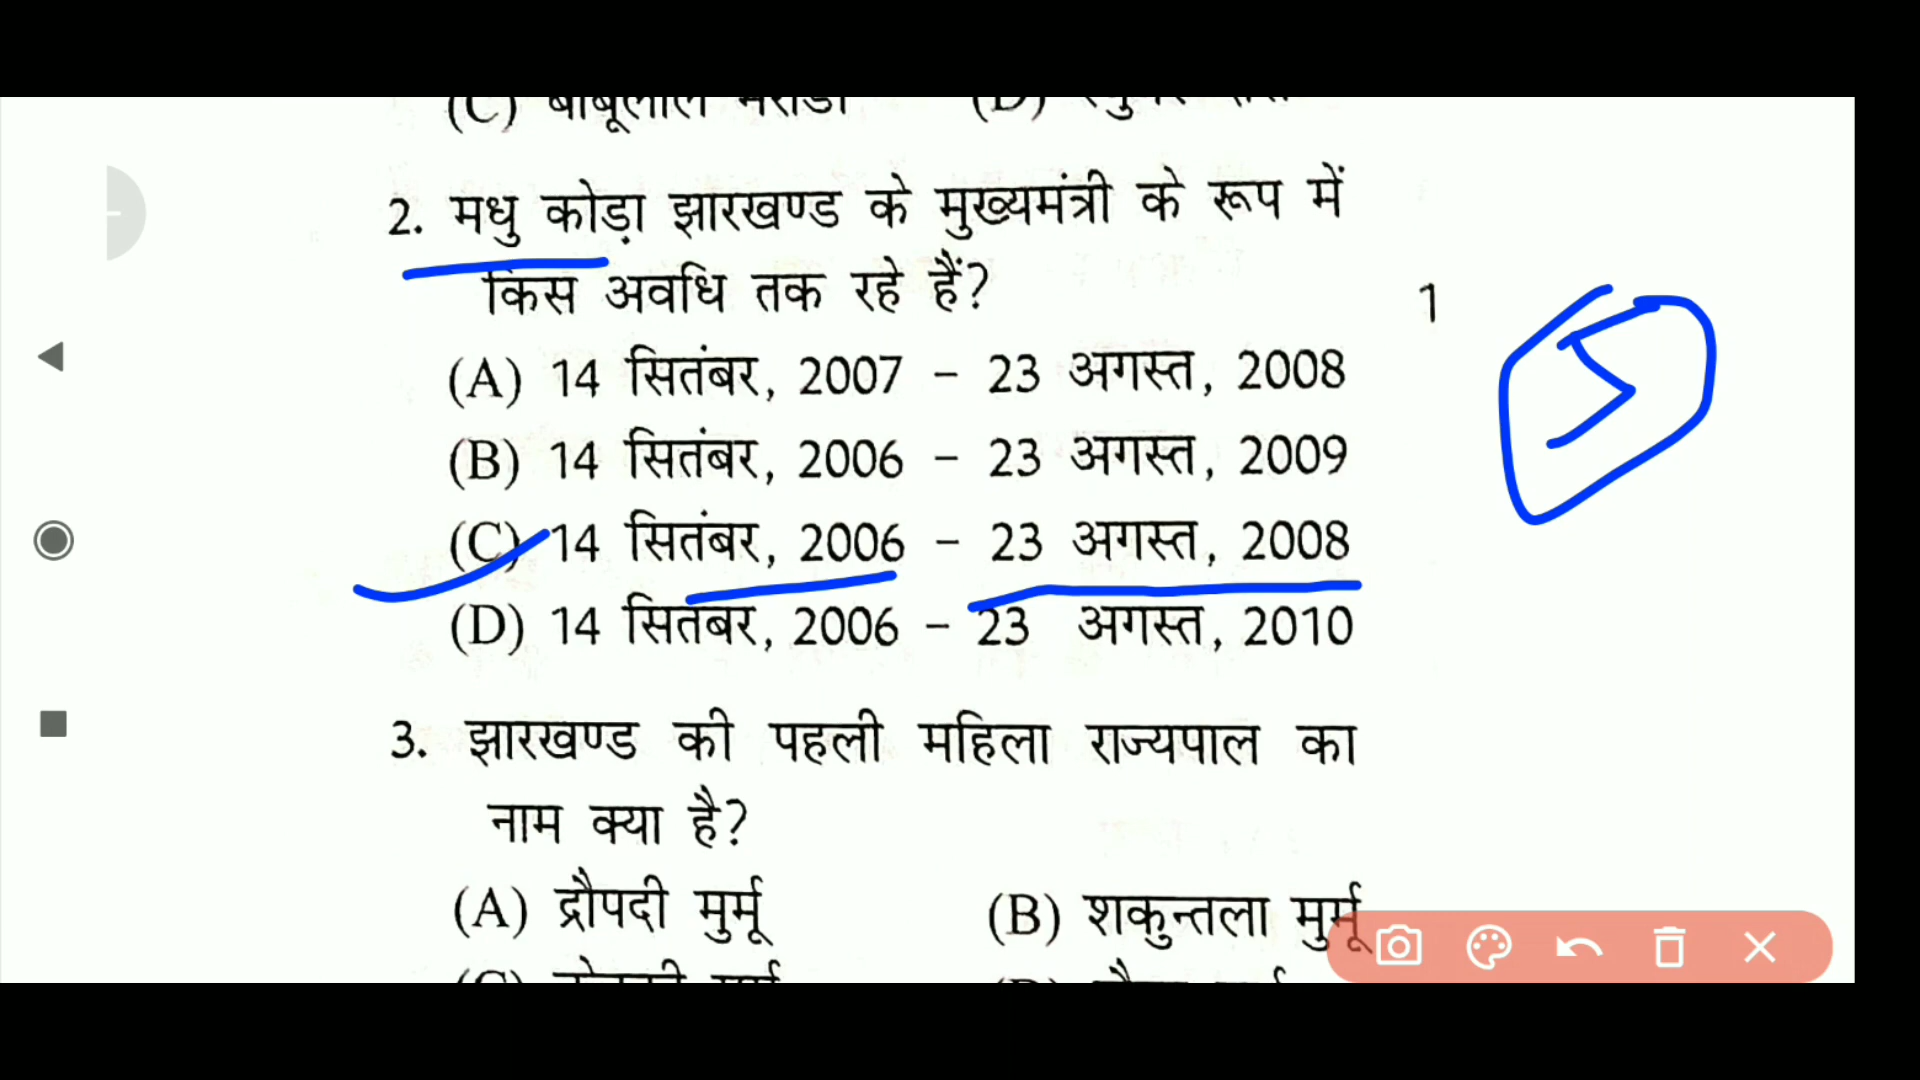 (C) बाबूलाल मरांडी (D)
2. मधु कोड़ा झारखण्ड के मुख्यमंत्री के रूप में
किस अवधि तक रहे हैं? 1
(A) 14 सितंबर, 2007 – 23 अगस्त, 2008
(B) 14 सितंबर, 2006 – 23 अगस्त, 2009
(C) 14 सितंबर, 2006 – 23 अगस्त, 2008
(D) 14 सितंबर, 2006 – 23 अगस्त, 2010
3. झारखण्ड की पहली महिला राज्यपाल का
नाम क्या है?
(A) द्रौपदी मुर्मू (B) शकुन्तला मुर्मू